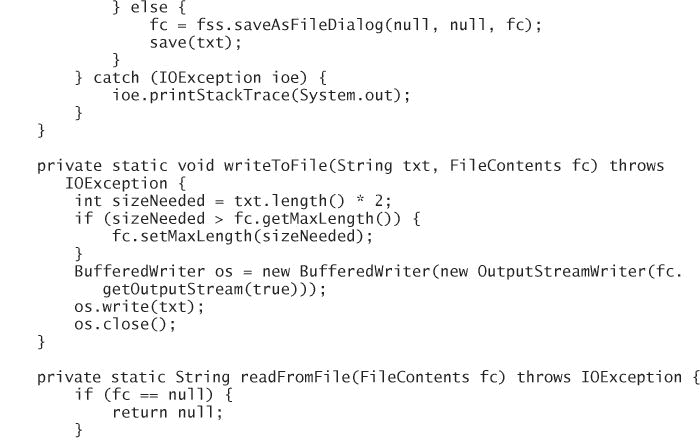 } else {
fc = fss.saveAsFileDialog(null, null, fc);
save(txt);
}
} catch (IOException ioe) {
ioe.printStackTrace(System.out);
}
}
private static void writeToFile(String txt, FileContents fc) throws
IOException {
int sizeNeeded = txt.length() * 2;
if (sizeNeeded > fc.getMaxLength()) {
fc.setMaxLength(sizeNeeded);
}
BufferedWriter os = new BufferedWriter(new OutputStreamWriter(fc.
getOutputStream(true)));
os.write(txt);
os.close();
}
private static String readFromFile(FileContents fc) throws IOException {
if (fc == null) {
return null;
}